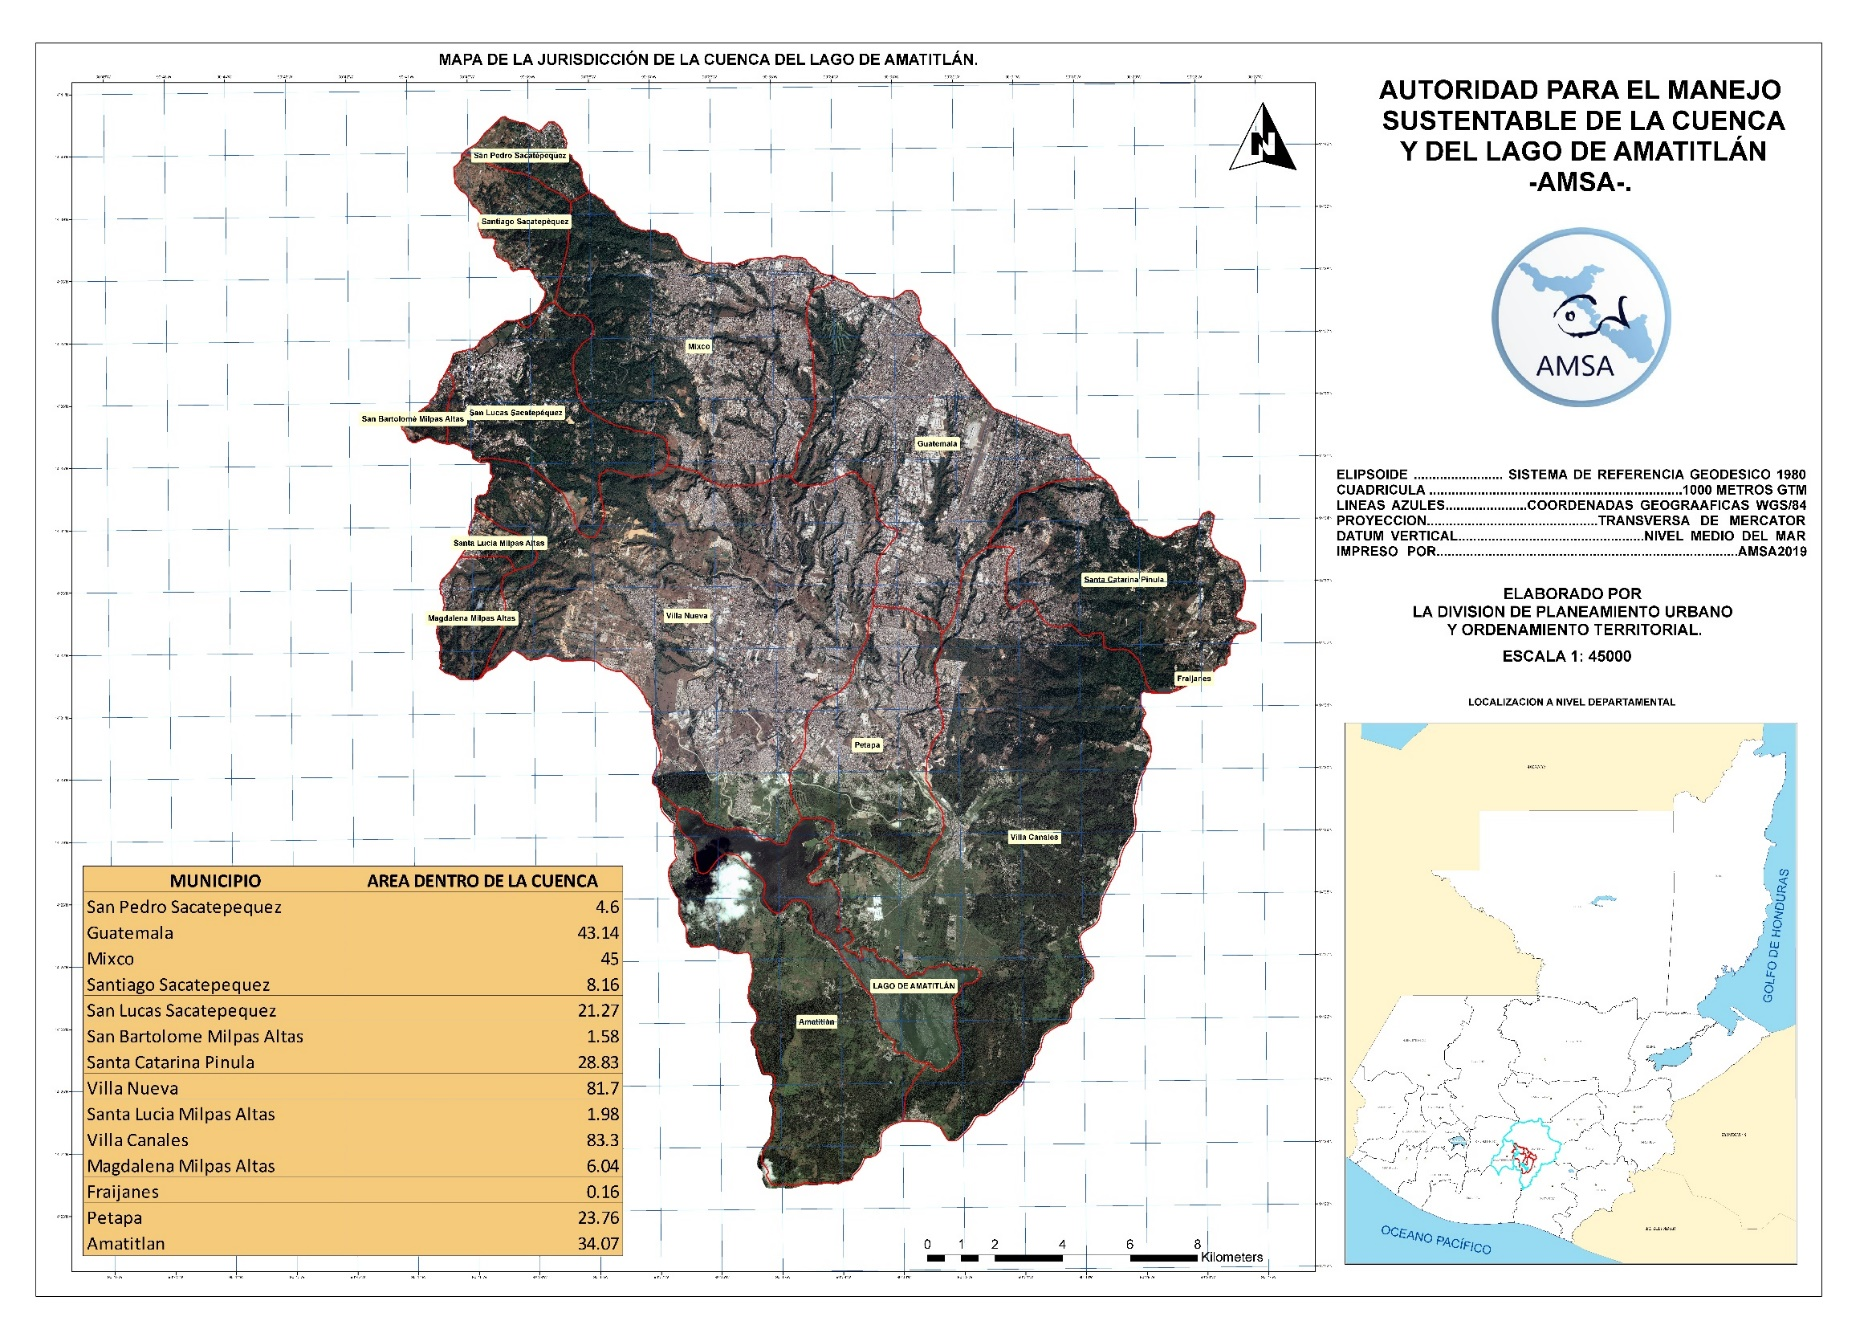 MAPA DE LA JURISDICCIÓN DE LA CUENCA DEL LAGO DE AMATITLÁN.
N
San Pedro Sacatépequez
Santiago Sacatepéquez
Mixco
San Bartolomé Milpas Altas
San Lucas Sacatepéquez
Guatemala
Santa Lucia Milpas Altas
Santa Catarina Pinula
Magdalena Milpas Altas
Villa Nueva
Fraijanes
Petapa
Villa Canales
LAGO DE AMATITLÁN
Amatitlán
MUNICIPIO AREA DENTRO DE LA CUENCA
San Pedro Sacatepequez 4.6
Guatemala 43.14
Mixco 45
Santiago Sacatepequez 8.16
San Lucas Sacatepequez 21.27
San Bartolome Milpas Altas 1.58
Santa Catarina Pinula 28.83
Villa Nueva 81.7
Santa Lucia Milpas Altas 1.98
Villa Canales 83.3
Magdalena Milpas Altas 6.04
Fraijanes 0.16
Petapa 23.76
Amatitlan 34.07
0 1 2 4 6 8
Kilometers
AUTORIDAD PARA EL MANEJO
SUSTENTABLE DE LA CUENCA
Y DEL LAGO DE AMATITLÁN
-AMSA-.
AMSA
ELIPSOIDE ........................ SISTEMA DE REFERENCIA GEODESICO 1980
CUADRICULA ........................................................1000 METROS GTM
LINEAS AZULES.....................COORDENADAS GEOGRAAFICAS WGS/84
PROYECCION......................................TRANSVERSA DE MERCATOR
DATUM VERTICAL..........................................NIVEL MEDIO DEL MAR
IMPRESO POR....................................................................AMSA2019
ELABORADO POR
LA DIVISION DE PLANEAMIENTO URBANO
Y ORDENAMIENTO TERRITORIAL.
ESCALA 1: 45000
LOCALIZACION A NIVEL DEPARTAMENTAL
GOLFO DE HONDURAS
OCEANO PACÍFICO